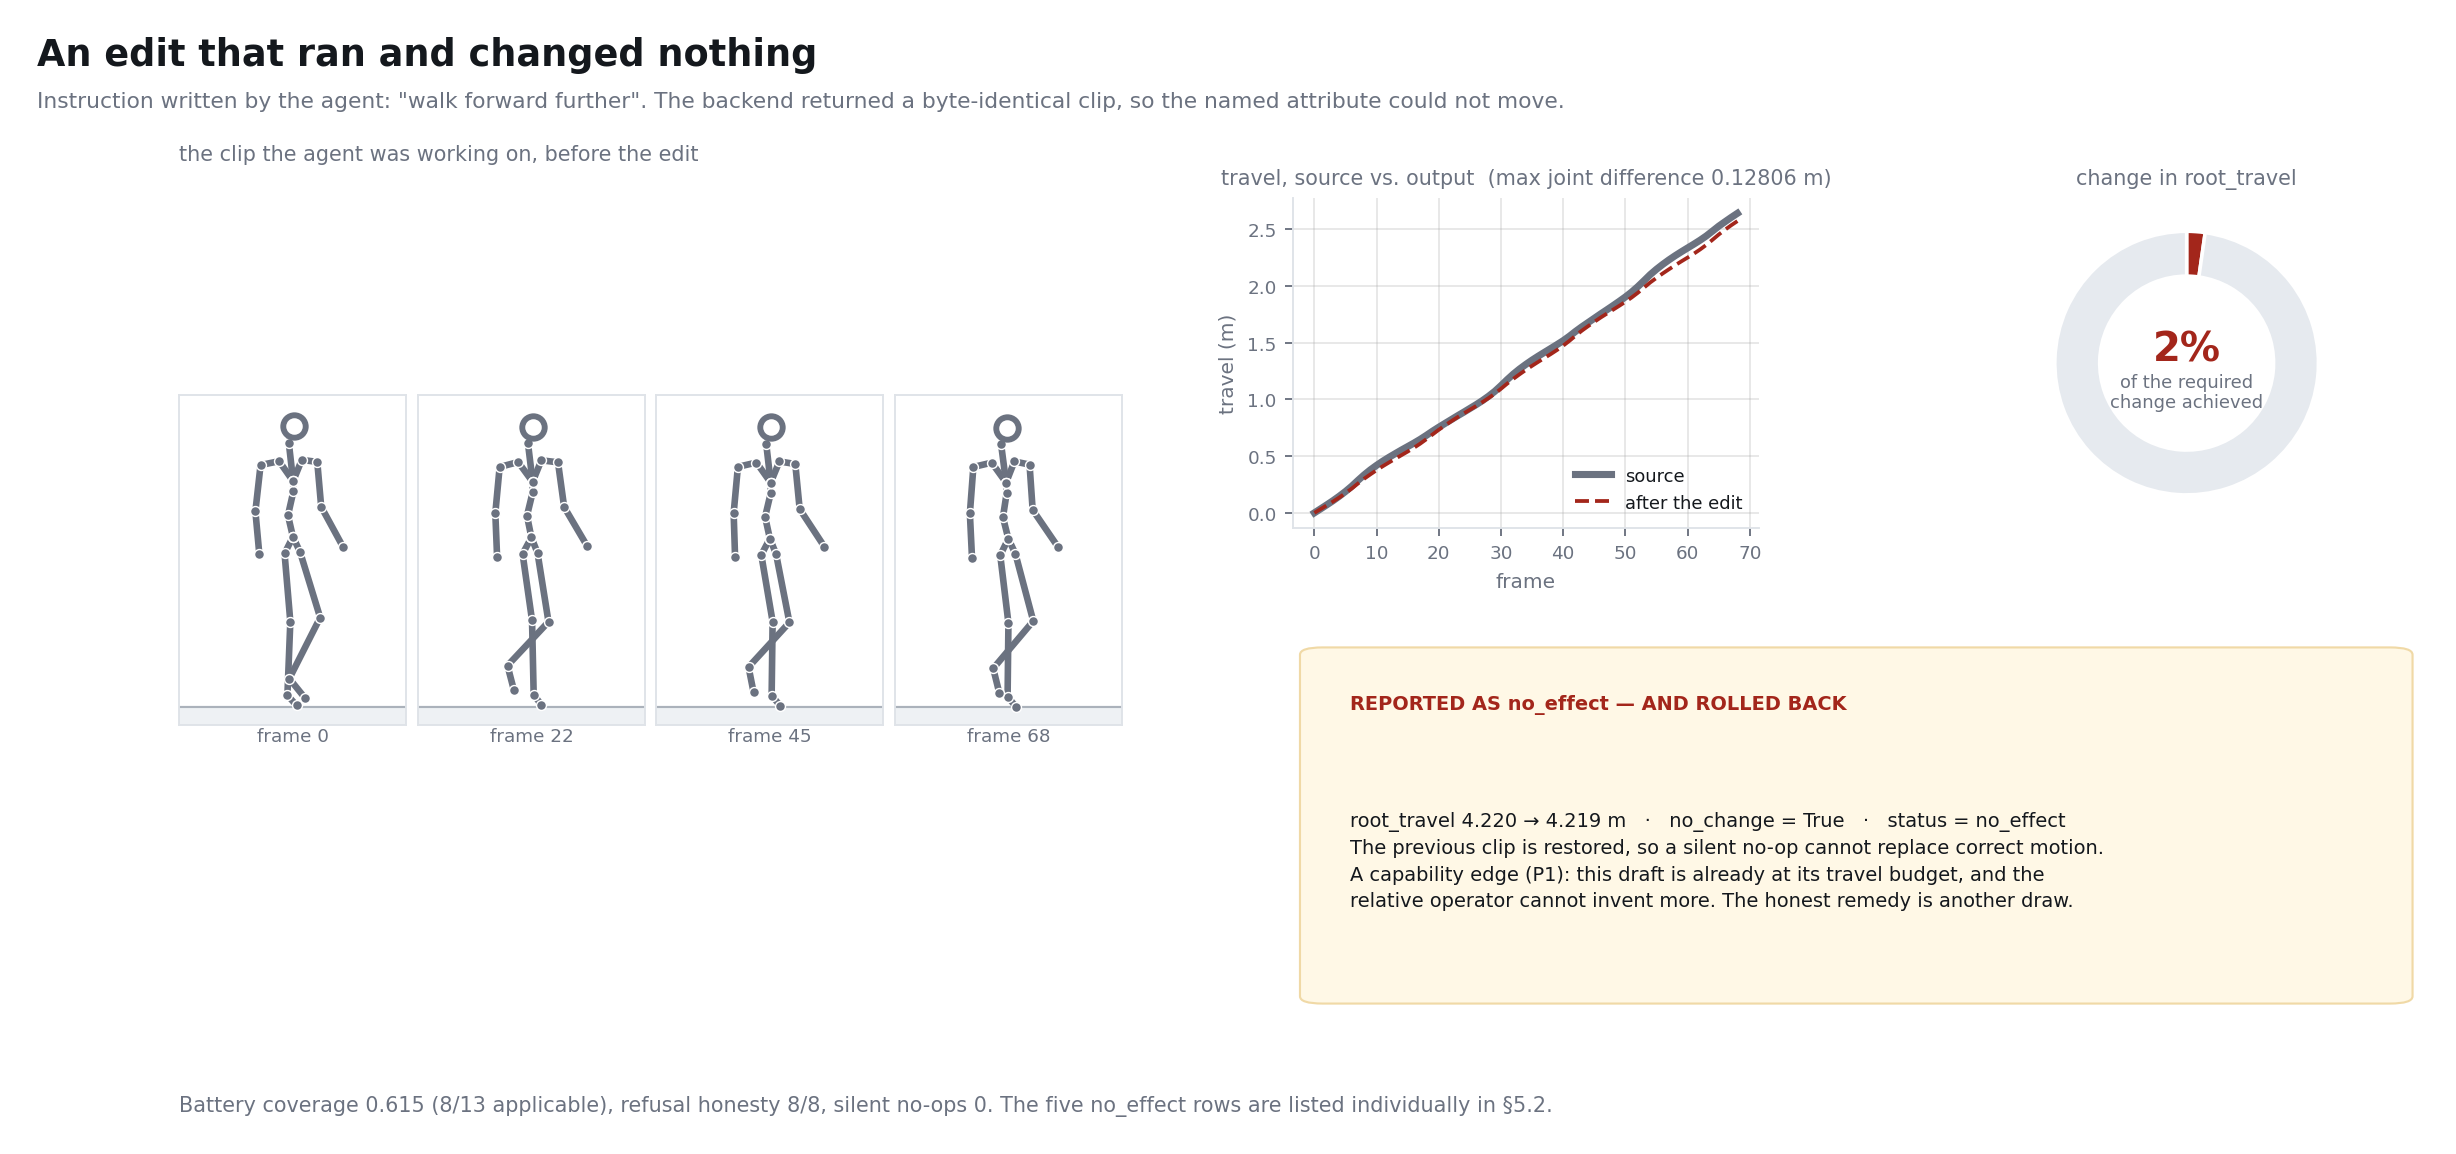 An edit that ran and changed nothing
Instruction written by the agent: "walk forward further". The backend returned a byte-identical clip, so the named attribute could not move.
the clip the agent was working on, before the edit
frame 0
frame 22
frame 45
frame 68
travel, source vs. output (max joint difference 0.12806 m)
travel (m)
2.5
2.0
1.5
1.0
0.5
0.0
source
after the edit
0 10 20 30 40 50 60 70
frame
change in root_travel
2%
of the required
change achieved
REPORTED AS no_effect — AND ROLLED BACK
root_travel 4.220 → 4.219 m · no_change = True · status = no_effect
The previous clip is restored, so a silent no-op cannot replace correct motion.
A capability edge (P1): this draft is already at its travel budget, and the
relative operator cannot invent more. The honest remedy is another draw.
Battery coverage 0.615 (8/13 applicable), refusal honesty 8/8, silent no-ops 0. The five no_effect rows are listed individually in §5.2.